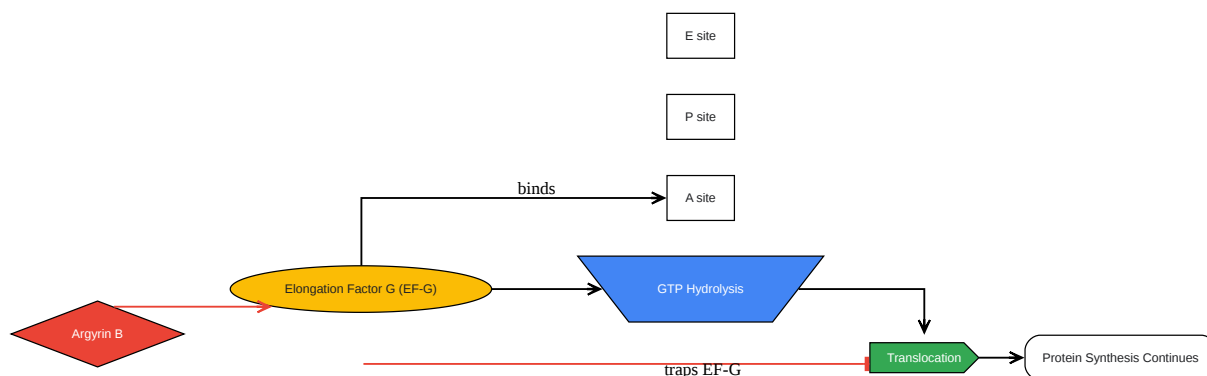 E site
P site
binds
A site
Elongation Factor G (EF-G)
GTP Hydrolysis
Argyrin B
Translocation
Protein Synthesis Continues
traps EF-G